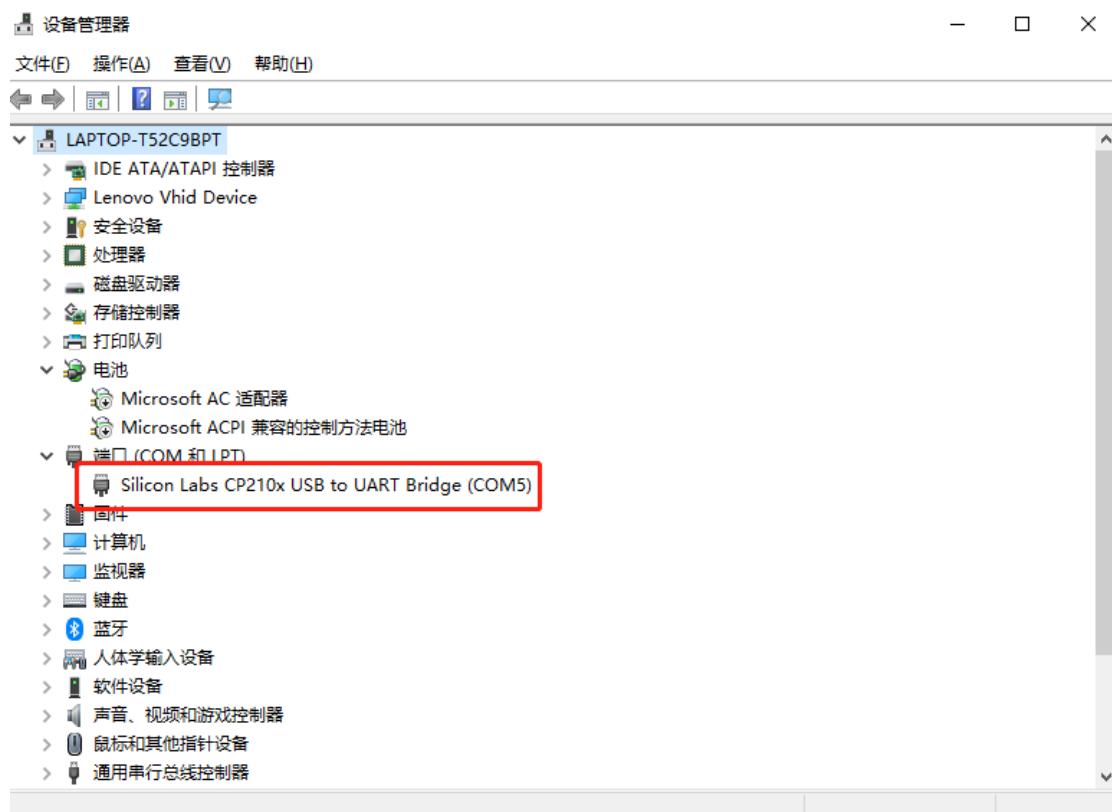 设备管理器
文件(F) 操作(A) 查看(V) 帮助(H)
LAPTOP-T52C9BPT
IDE ATA/ATAPI 控制器
Lenovo Vhid Device
安全设备
处理器
磁盘驱动器
存储控制器
打印队列
电池
Microsoft AC 适配器
Microsoft ACPI 兼容的控制方法电池
端口 (COM 和 LPT)
Silicon Labs CP210x USB to UART Bridge (COM5)
固件
计算机
监视器
键盘
蓝牙
人体学输入设备
软件设备
声音、视频和游戏控制器
鼠标和其他指针设备
通用串行总线控制器